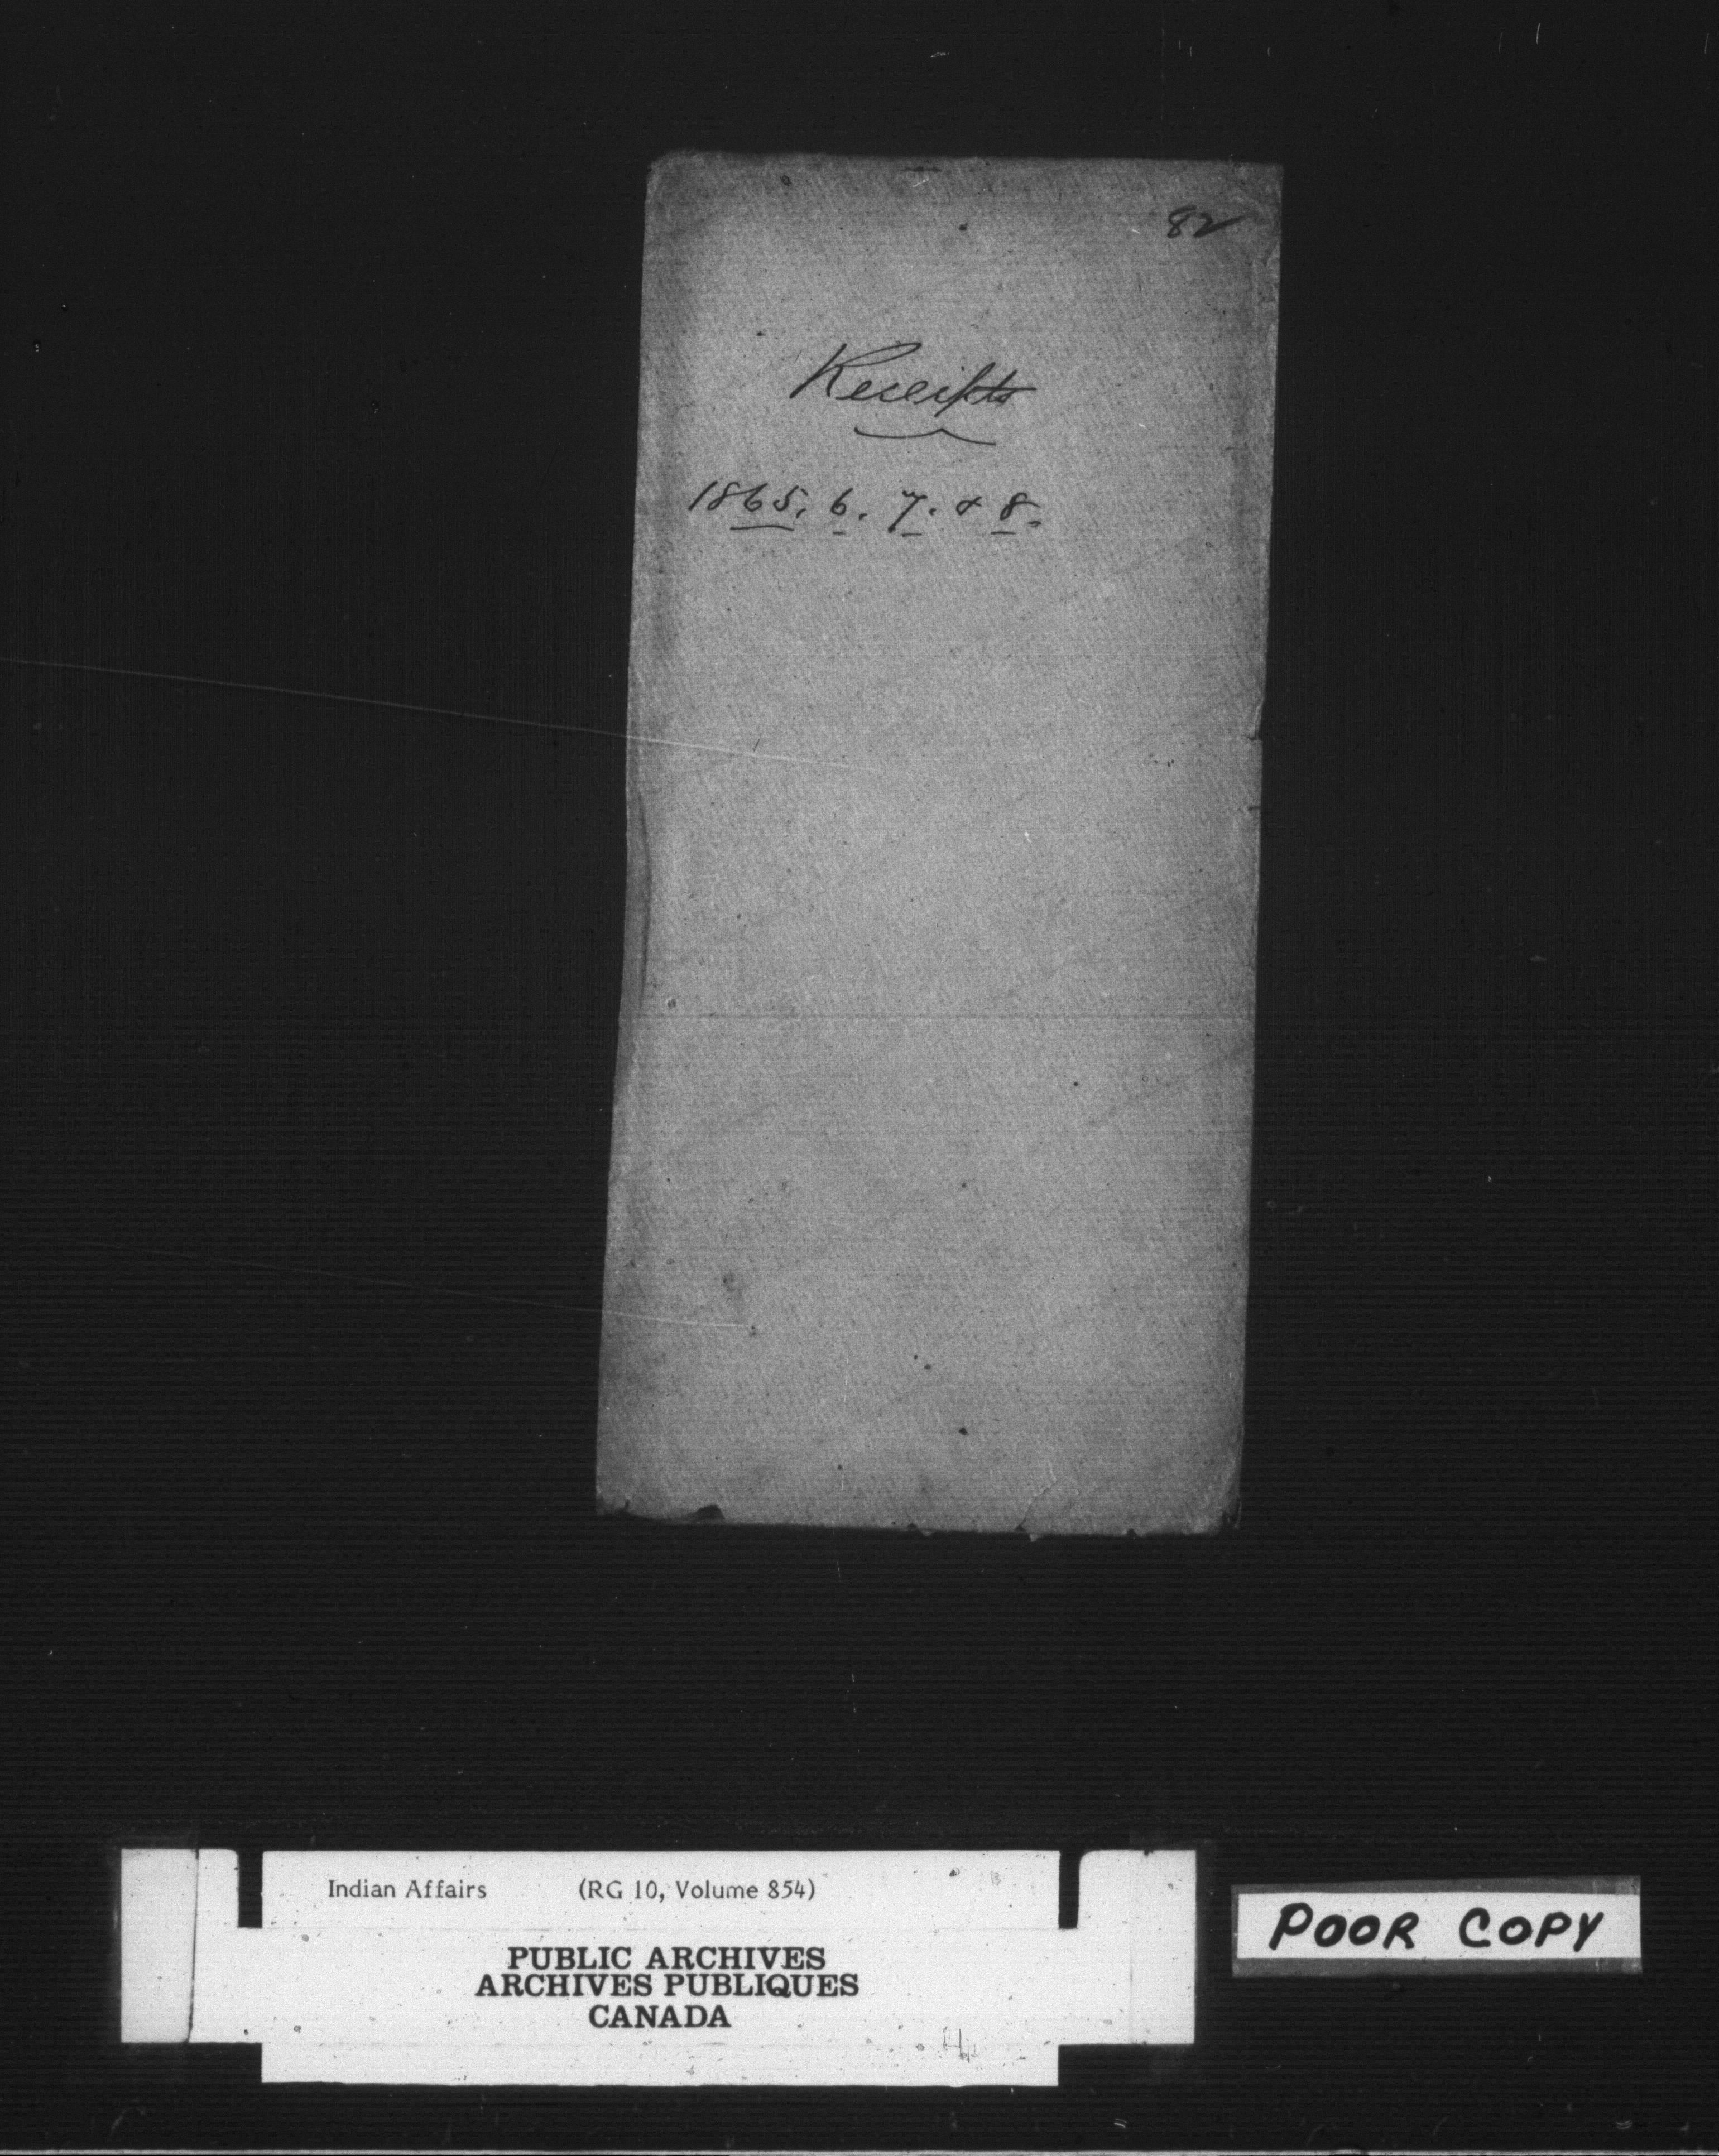 82
Receipts
1865. 6. 7. & 8.
Indian Affairs (RG 10, Volume 854)
PUBLIC ARCHIVES
ARCHIVES PUBLIQUES
CANADA
POOR COPY